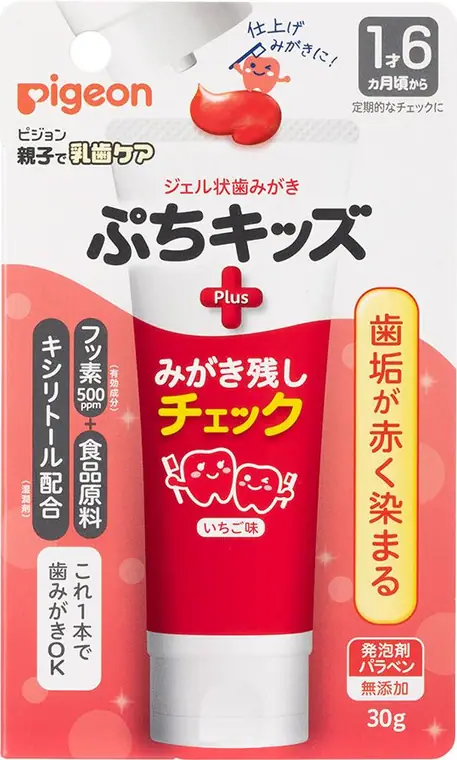 pigeon
ピジョン
親子で乳歯ケア
仕上げ
みがきに!
1才6
カ月頃から
定期的なチェックに
ジェル状歯みがき
ぷちキッズ
Plus
みがき残し
チェック
いちご味
フッ素500ppm+食品原料
(有効成分)
キシリトール配合
(湿潤剤)
これ1本で
歯みがきOK
歯垢が赤く染まる
発泡剤
パラベン
無添加
30g